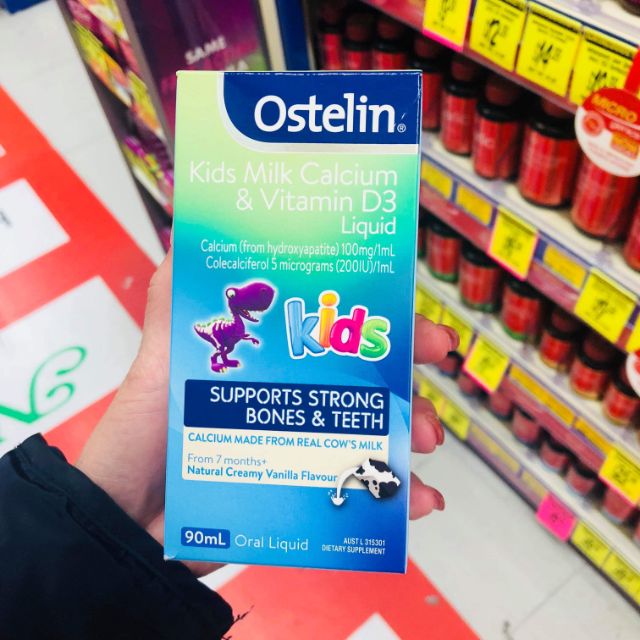 Ostelin®
Kids Milk Calcium
& Vitamin D3
Liquid
Calcium (from hydroxyapatite) 100mg/1mL
Colecalciferol 5 micrograms (200IU)/1mL
kids
SUPPORTS STRONG
BONES & TEETH
CALCIUM MADE FROM REAL COW'S MILK
From 7 months+
Natural Creamy Vanilla Flavour
90mL Oral Liquid
AUST L 315301
DIETARY SUPPLEMENT
SAME
MICRO